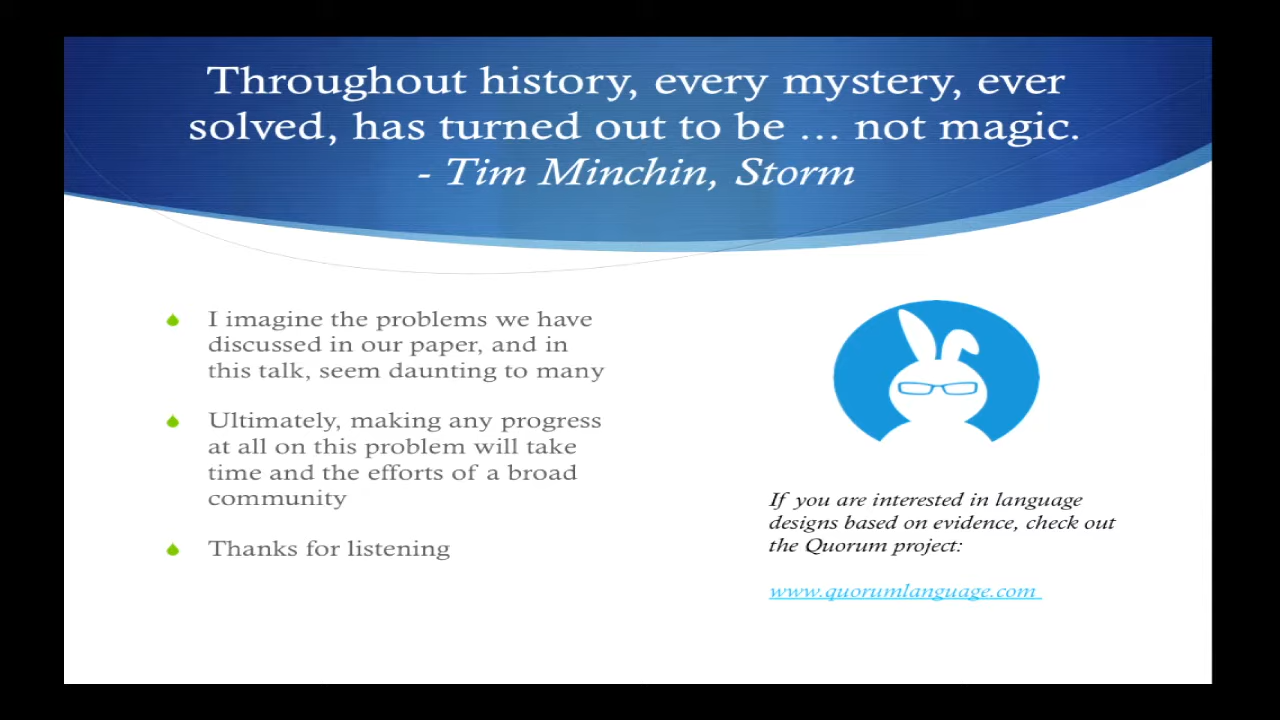 Throughout history, every mystery, ever
solved, has turned out to be ... not magic.
- Tim Minchin, Storm
I imagine the problems we have
discussed in our paper, and in
this talk, seem daunting to many
Ultimately, making any progress
at all on this problem will take
time and the efforts of a broad
community
Thanks for listening
If you are interested in language
designs based on evidence, check out
the Quorum project:
www.quorumlanguage.com